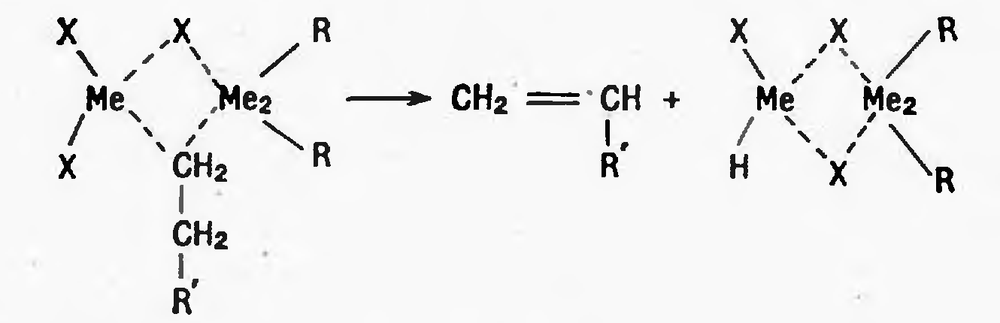 X X R X X R
Me Me₂ → CH₂ = CH + Me Me₂
X CH₂ R R′ H X R
CH₂
R′